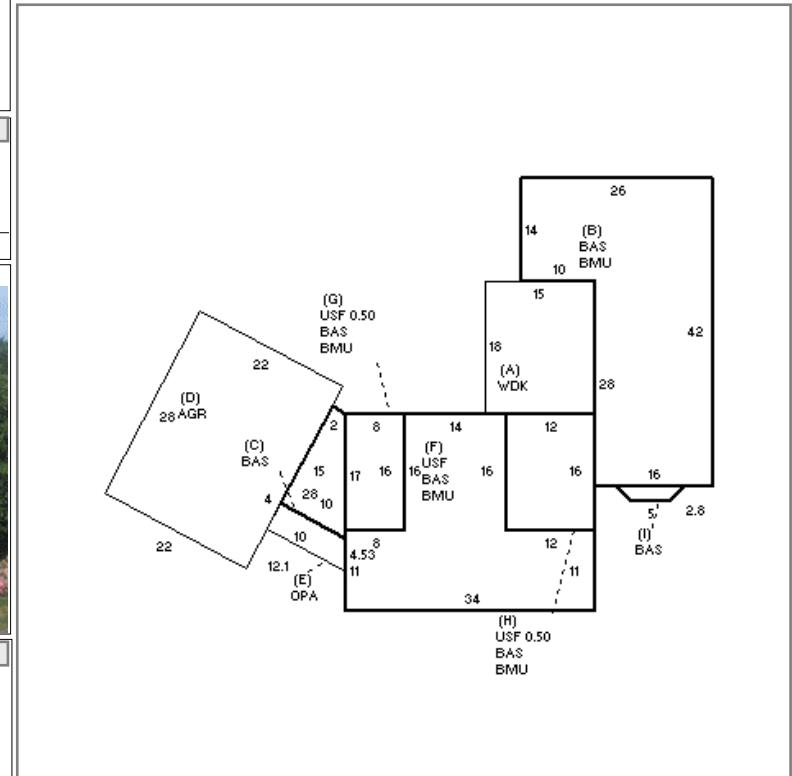 26
14
(B)
BAS
BMU
10
15
(G)
USF 0.50
BAS
BMU
42
18
22
(A)
WDK
28
(D)
28 AGR
2
8
14
12
(C)
BAS
(F)
USF
BAS
BMU
15
17
16
16
16
16
16
28
10
4
5
2.8
(I)
BAS
10
8
12
22
4.53
12.1
11
11
(E)
OPA
34
(H)
USF 0.50
BAS
BMU